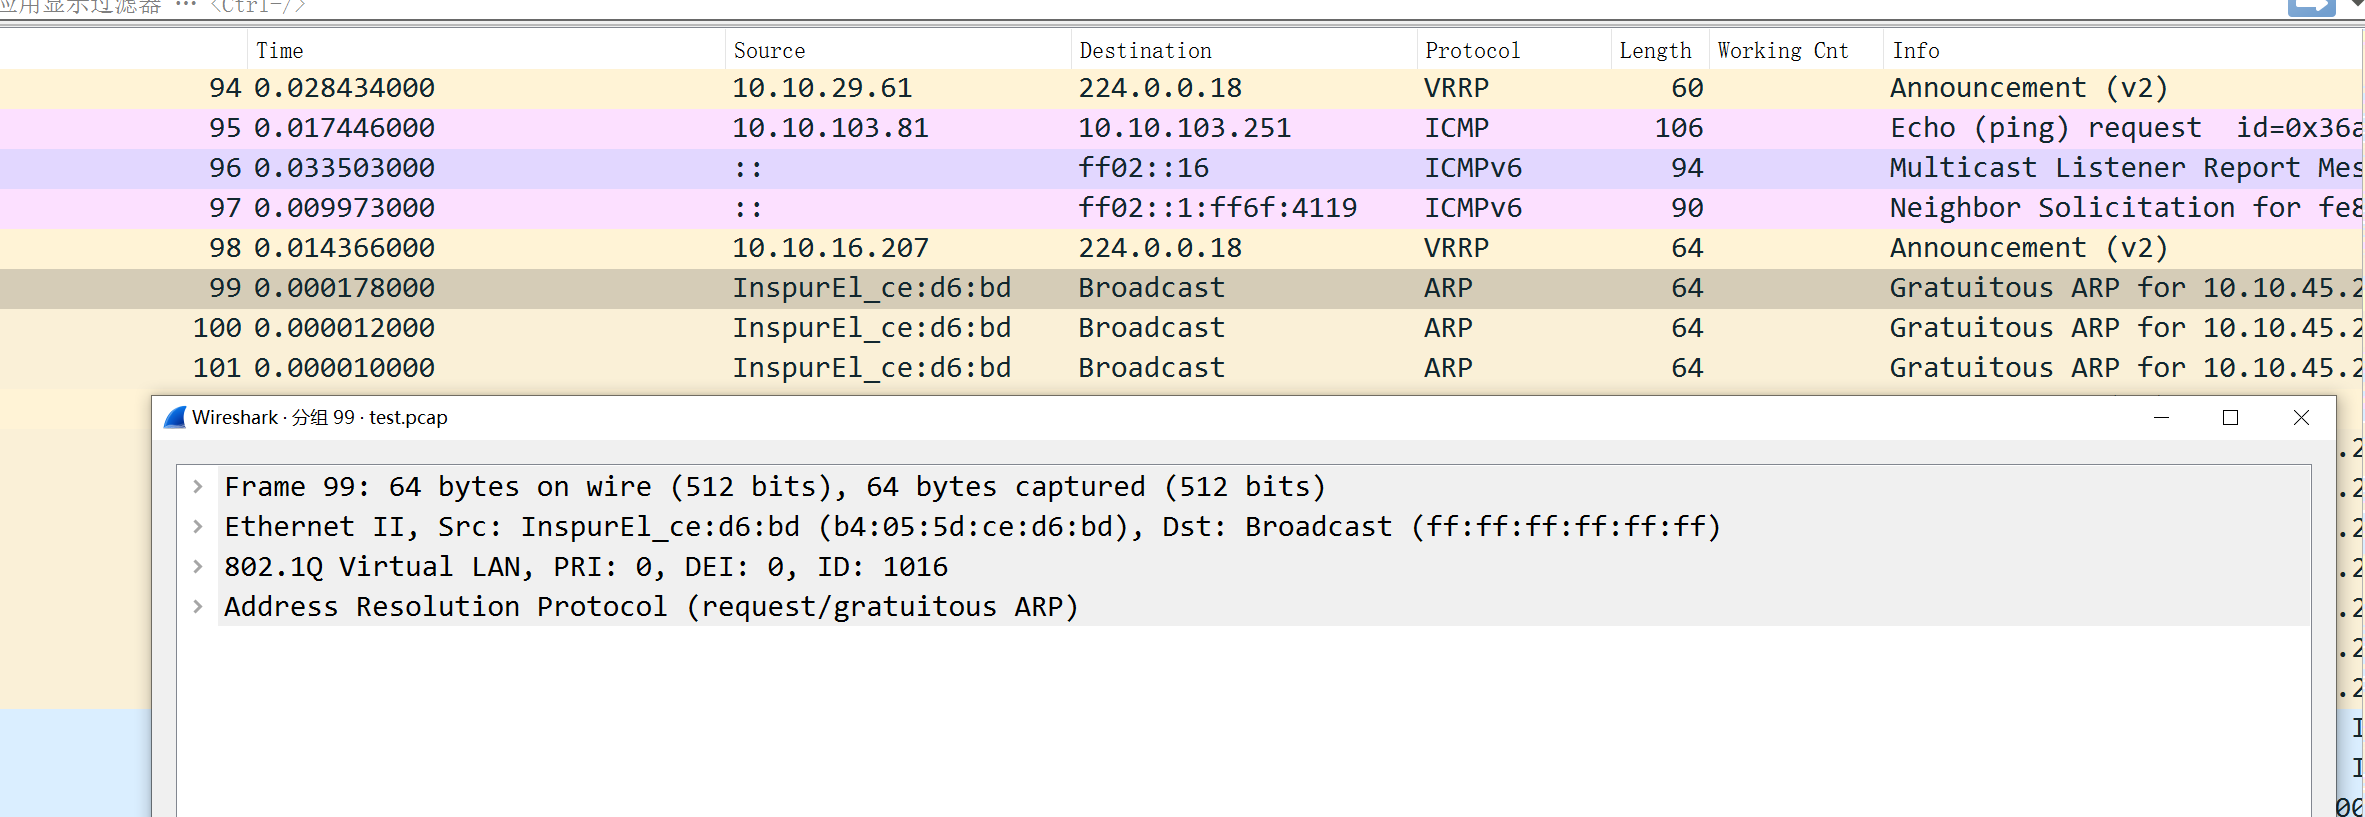 应用显示过滤器 … <Ctrl-/>
Time Source Destination Protocol Length Working Cnt Info
94 0.028434000 10.10.29.61 224.0.0.18 VRRP 60 Announcement (v2)
95 0.017446000 10.10.103.81 10.10.103.251 ICMP 106 Echo (ping) request id=0x36a
96 0.033503000 :: ff02::16 ICMPv6 94 Multicast Listener Report Mes
97 0.009973000 :: ff02::1:ff6f:4119 ICMPv6 90 Neighbor Solicitation for fe8
98 0.014366000 10.10.16.207 224.0.0.18 VRRP 64 Announcement (v2)
99 0.000178000 InspurEl_ce:d6:bd Broadcast ARP 64 Gratuitous ARP for 10.10.45.2
100 0.000012000 InspurEl_ce:d6:bd Broadcast ARP 64 Gratuitous ARP for 10.10.45.2
101 0.000010000 InspurEl_ce:d6:bd Broadcast ARP 64 Gratuitous ARP for 10.10.45.2
Wireshark · 分组 99 · test.pcap
.2
Frame 99: 64 bytes on wire (512 bits), 64 bytes captured (512 bits)
.2
Ethernet II, Src: InspurEl_ce:d6:bd (b4:05:5d:ce:d6:bd), Dst: Broadcast (ff:ff:ff:ff:ff:ff)
.2
802.1Q Virtual LAN, PRI: 0, DEI: 0, ID: 1016
.2
Address Resolution Protocol (request/gratuitous ARP)
.2
.2
.2
I
I
00